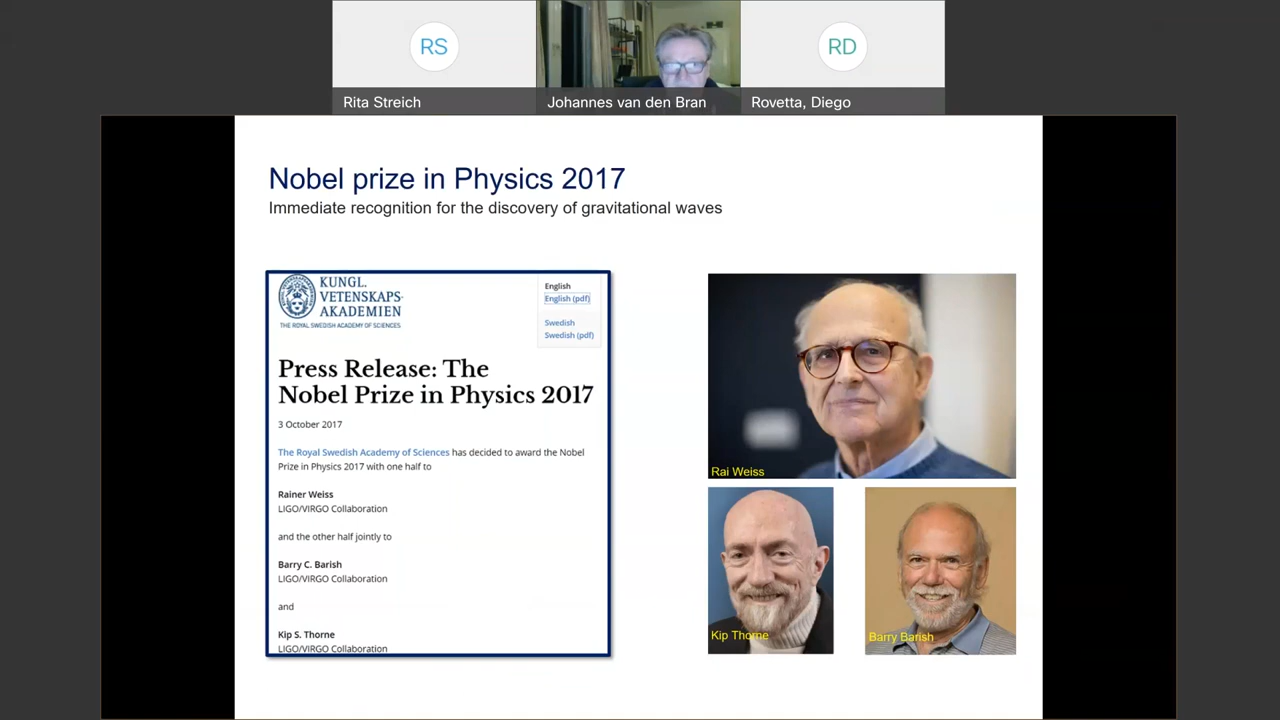 RS
RD
Rita Streich
Johannes van den Bran
Rovetta, Diego
Nobel prize in Physics 2017
Immediate recognition for the discovery of gravitational waves
KUNGL.
VETENSKAPS-
AKADEMIEN
THE ROYAL SWEDISH ACADEMY OF SCIENCES
English
English (pdf)
Swedish
Swedish (pdf)
Press Release: The
Nobel Prize in Physics 2017
3 October 2017
The Royal Swedish Academy of Sciences has decided to award the Nobel
Prize in Physics 2017 with one half to
Rainer Weiss
LIGO/VIRGO Collaboration
and the other half jointly to
Barry C. Barish
LIGO/VIRGO Collaboration
and
Kip S. Thorne
LIGO/VIRGO Collaboration
Rai Weiss
Kip Thorne
Barry Barish